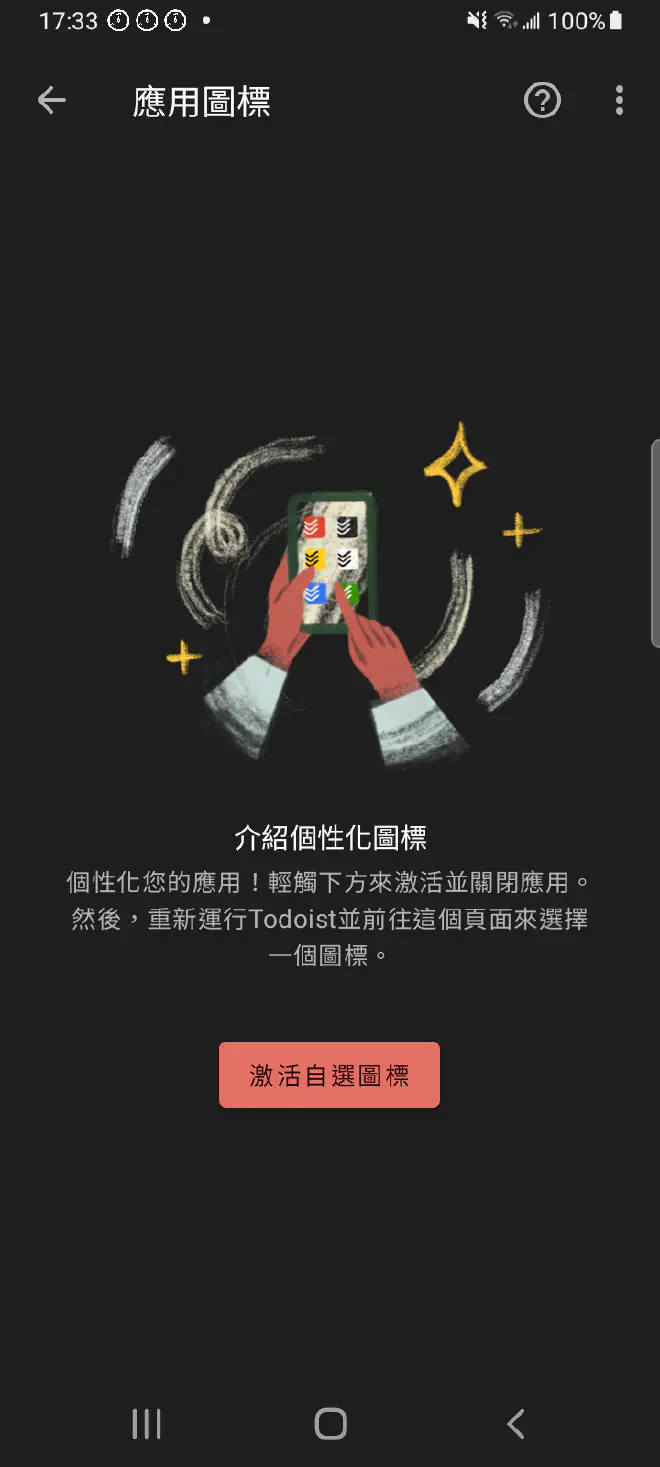 17:33
100%
應用圖標
介紹個性化圖標
個性化您的應用！輕觸下方來激活並關閉應用。
然後，重新運行Todoist並前往這個頁面來選擇
一個圖標。
激活自選圖標